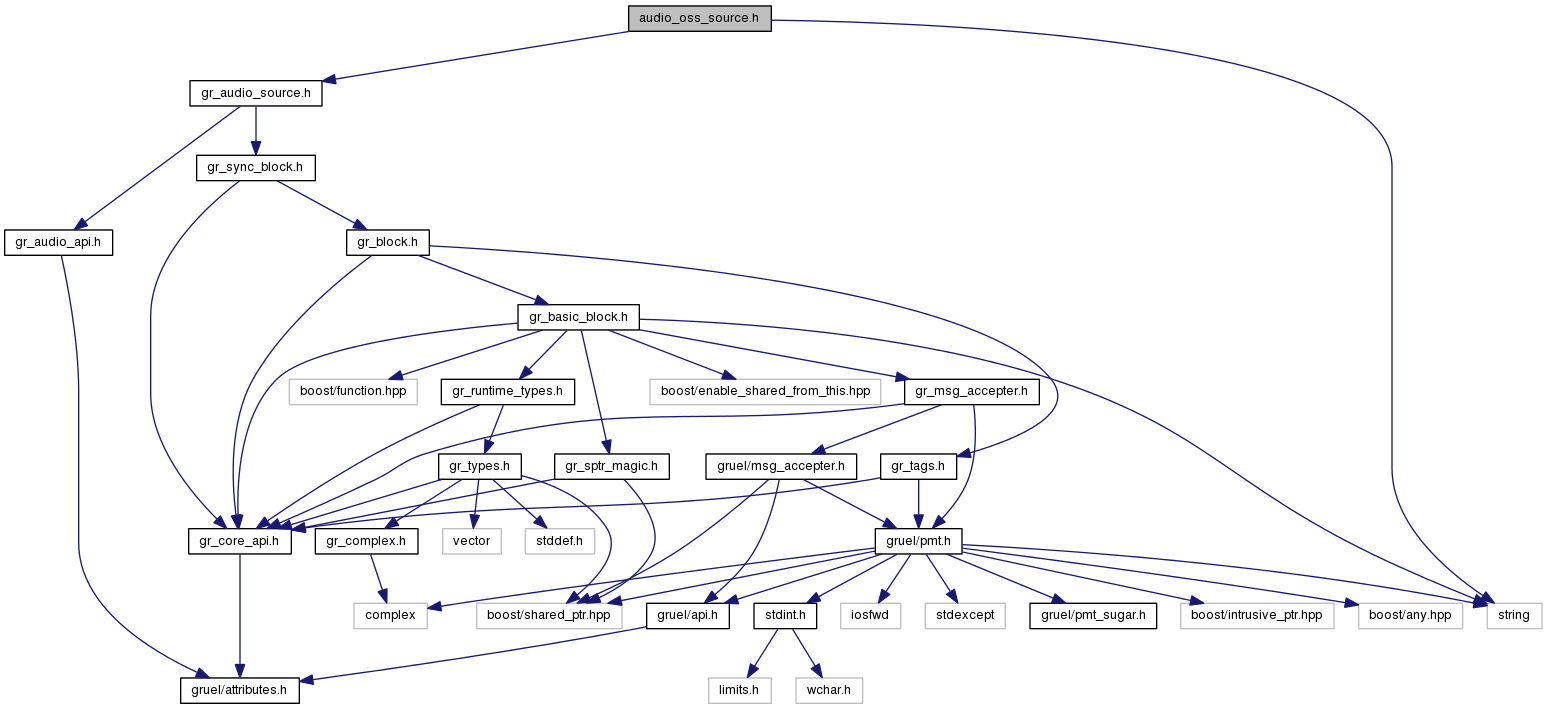 audio_oss_source.h
gr_audio_source.h
gr_sync_block.h
gr_audio_api.h
gr_block.h
gr_basic_block.h
boost/function.hpp
gr_runtime_types.h
boost/enable_shared_from_this.hpp
gr_msg_accepter.h
gr_types.h
gr_sptr_magic.h
gruel/msg_accepter.h
gr_tags.h
gr_core_api.h
gr_complex.h
vector
stddef.h
gruel/pmt.h
complex
boost/shared_ptr.hpp
gruel/api.h
stdint.h
iosfwd
stdexcept
gruel/pmt_sugar.h
boost/intrusive_ptr.hpp
boost/any.hpp
string
gruel/attributes.h
limits.h
wchar.h